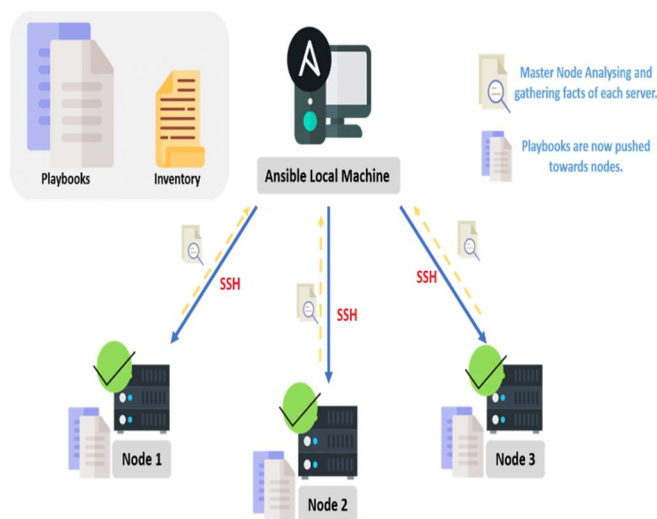 Master Node Analysing and
gathering facts of each server.
Playbooks are now pushed
towards nodes.
Playbooks
Inventory
Ansible Local Machine
SSH
SSH
SSH
Node 1
Node 2
Node 3